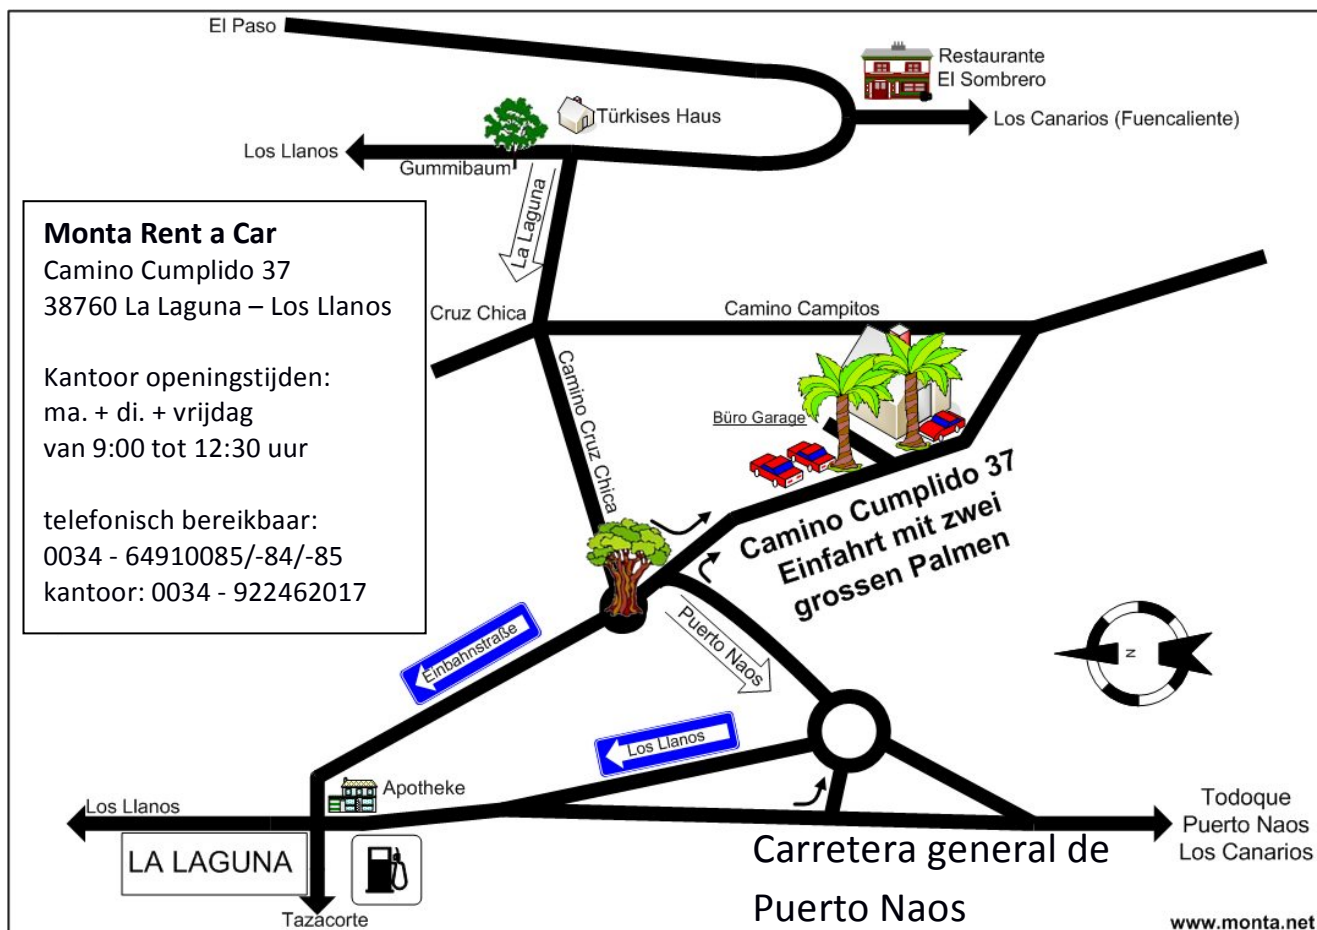 El Paso
Restaurante
El Sombrero
Türkises Haus
Los Canarios (Fuencaliente)
Los Llanos
Gummibaum
La Laguna
Monta Rent a Car
Camino Cumplido 37
38760 La Laguna – Los Llanos
Kantoor openingstijden:
ma. + di. + vrijdag
van 9:00 tot 12:30 uur
telefonisch bereikbaar:
0034 - 64910085/-84/-85
kantoor: 0034 - 922462017
Cruz Chica
Camino Campitos
Camino Cruz Chica
Büro Garage
Camino Cumplido 37
Einfahrt mit zwei
grossen Palmen
Einbahnstraße
Puerto Naos
N
Los Llanos
Apotheke
Los Llanos
LA LAGUNA
Tazacorte
Todoque
Puerto Naos
Los Canarios
Carretera general de
Puerto Naos
www.monta.net